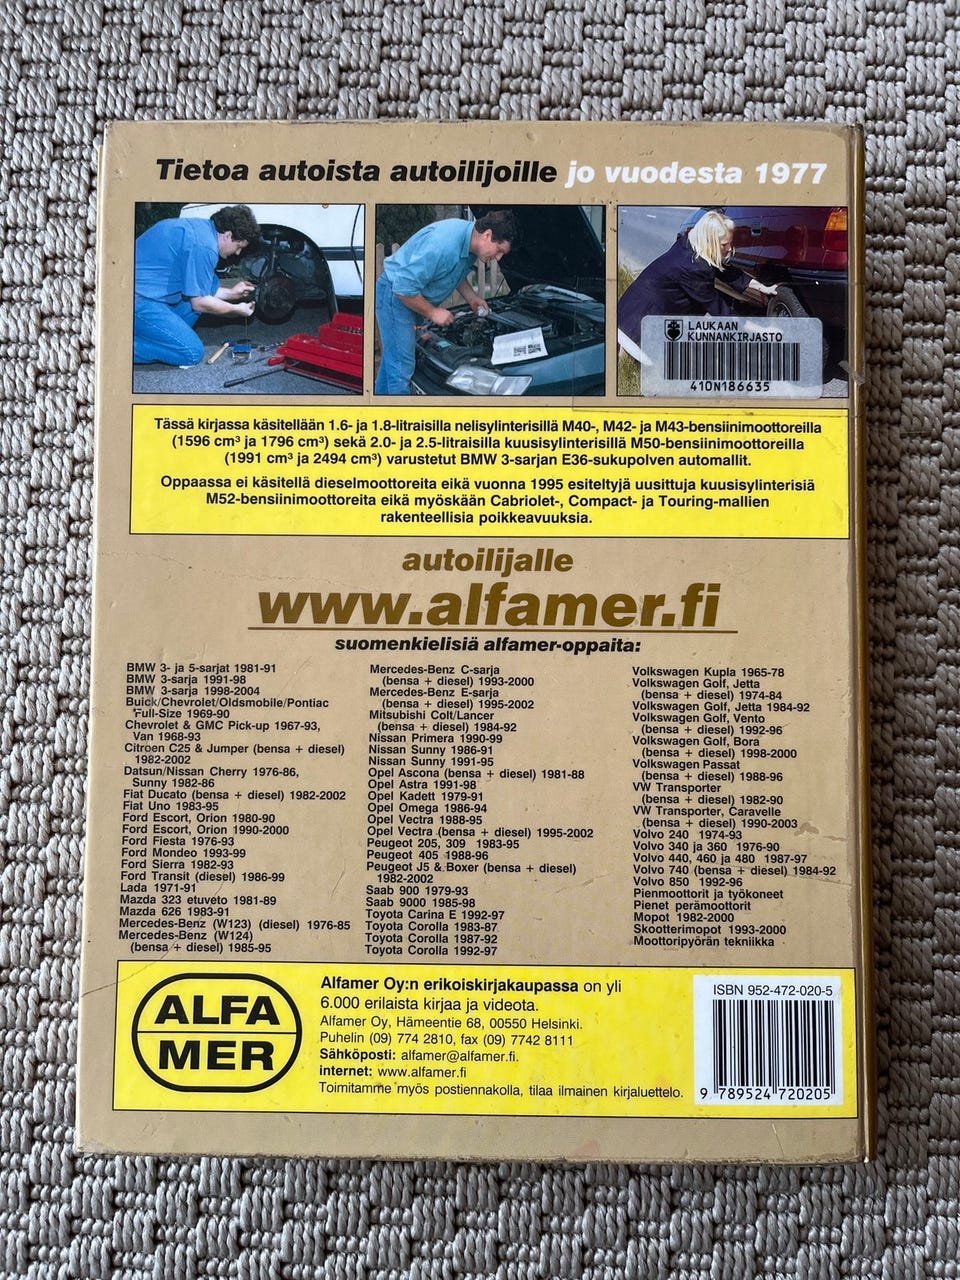 Tietoa autoista autoilijoille jo vuodesta 1977
LAUKAAN
KUNNANKIRJASTO
410N186635
Tässä kirjassa käsitellään 1.6- ja 1.8-litraisilla nelisylinterisillä M40-, M42- ja M43-bensiinimoottoreilla
(1596 cm³ ja 1796 cm³) sekä 2.0- ja 2.5-litraisilla kuusisylinterisillä M50-bensiinimoottoreilla
(1991 cm³ ja 2494 cm³) varustetut BMW 3-sarjan E36-sukupolven automallit.
Oppaassa ei käsitellä dieselmoottoreita eikä vuonna 1995 esiteltyjä uusittuja kuusisylinterisiä
M52-bensiinimoottoreita eikä myöskään Cabriolet-, Compact- ja Touring-mallien
rakenteellisia poikkeavuuksia.
autoilijalle
www.alfamer.fi
suomenkielisiä alfamer-oppaita:
BMW 3- ja 5-sarjat 1981-91
BMW 3-sarja 1991-98
BMW 3-sarja 1998-2004
Buick/Chevrolet/Oldsmobile/Pontiac
Full-Size 1969-90
Chevrolet & GMC Pick-up 1967-93,
Van 1968-93
Citroen C25 & Jumper (bensa + diesel)
1982-2002
Datsun/Nissan Cherry 1976-86,
Sunny 1982-86
Fiat Ducato (bensa + diesel) 1982-2002
Fiat Uno 1983-95
Ford Escort, Orion 1980-90
Ford Escort, Orion 1990-2000
Ford Fiesta 1976-93
Ford Mondeo 1993-99
Ford Sierra 1982-93
Ford Transit (diesel) 1986-99
Lada 1971-91
Mazda 323 etuveto 1981-89
Mazda 626 1983-91
Mercedes-Benz (W123) (diesel) 1976-85
Mercedes-Benz (W124)
(bensa + diesel) 1985-95
Mercedes-Benz C-sarja
(bensa + diesel) 1993-2000
Mercedes-Benz E-sarja
(bensa + diesel) 1995-2002
Mitsubishi Colt/Lancer
(bensa + diesel) 1984-92
Nissan Primera 1990-99
Nissan Sunny 1986-91
Nissan Sunny 1991-95
Opel Ascona (bensa + diesel) 1981-88
Opel Astra 1991-98
Opel Kadett 1979-91
Opel Omega 1986-94
Opel Vectra 1988-95
Opel Vectra (bensa + diesel) 1995-2002
Peugeot 205, 309 1983-95
Peugeot 405 1988-96
Peugeot J5 & Boxer (bensa + diesel)
1982-2002
Saab 900 1979-93
Saab 9000 1985-98
Toyota Carina E 1992-97
Toyota Corolla 1983-87
Toyota Corolla 1987-92
Toyota Corolla 1992-97
Volkswagen Kupla 1965-78
Volkswagen Golf, Jetta
(bensa + diesel) 1974-84
Volkswagen Golf, Jetta 1984-92
Volkswagen Golf, Vento
(bensa + diesel) 1992-96
Volkswagen Golf, Bora
(bensa + diesel) 1998-2000
Volkswagen Passat
(bensa + diesel) 1988-96
VW Transporter
(bensa + diesel) 1982-90
VW Transporter, Caravelle
(bensa + diesel) 1990-2003
Volvo 240 1974-93
Volvo 340 ja 360 1976-90
Volvo 440, 460 ja 480 1987-97
Volvo 740 (bensa + diesel) 1984-92
Volvo 850 1992-96
Pienmoottorit ja työkoneet
Pienet perämoottorit
Mopot 1982-2000
Skootterimopot 1993-2000
Moottoripyörän tekniikka
ALFA
MER
Alfamer Oy:n erikoiskirjakaupassa on yli
6.000 erilaista kirjaa ja videota.
Alfamer Oy, Hämeentie 68, 00550 Helsinki.
Puhelin (09) 774 2810, fax (09) 7742 8111
Sähköposti: alfamer@alfamer.fi.
internet: www.alfamer.fi
Toimitamme myös postiennakolla, tilaa ilmainen kirjaluettelo.
ISBN 952-472-020-5
9 789524 720205